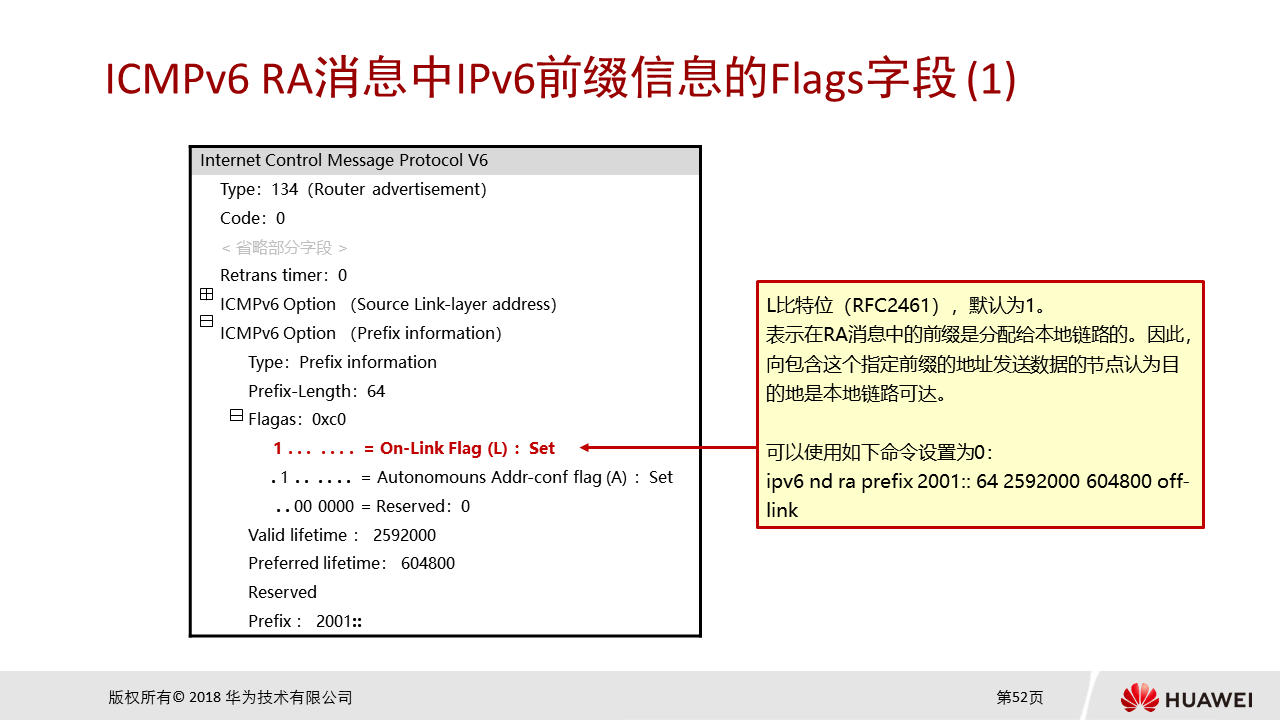 ICMPv6 RA消息中IPv6前缀信息的Flags字段 (1)
Internet Control Message Protocol V6
Type：134（Router advertisement）
Code：0
< 省略部分字段 >
Retrans timer：0
ICMPv6 Option （Source Link-layer address）
ICMPv6 Option （Prefix information）
Type：Prefix information
Prefix-Length：64
Flagas：0xc0
1 . . . . . . . = On-Link Flag (L)： Set
. 1 . . . . . . = Autonomouns Addr-conf flag (A)： Set
. . 00 0000 = Reserved：0
Valid lifetime： 2592000
Preferred lifetime： 604800
Reserved
Prefix： 2001::
L比特位（RFC2461），默认为1。
表示在RA消息中的前缀是分配给本地链路的。因此，
向包含这个指定前缀的地址发送数据的节点认为目
的地是本地链路可达。
可以使用如下命令设置为0：
ipv6 nd ra prefix 2001:: 64 2592000 604800 off-
link
版权所有© 2018 华为技术有限公司
第52页
HUAWEI